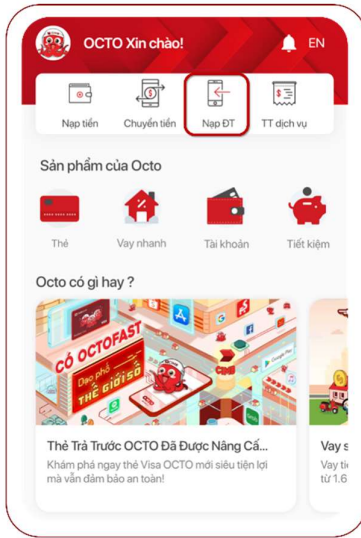 OCTO Xin chào!
EN
Nạp tiền
Chuyển tiền
Nạp ĐT
TT dịch vụ
Sản phẩm của Octo
Thẻ
Vay nhanh
Tài khoản
Tiết kiệm
Octo có gì hay ?
CÓ OCTOFAST
Dạo phố
THẾ GIỚI SỐ
Google Play
Thẻ Trả Trước OCTO Đã Được Nâng Cấ...
Khám phá ngay thẻ Visa OCTO mới siêu tiện lợi
mà vẫn đảm bảo an toàn!
Vay s
Vay tiề
từ 1.6